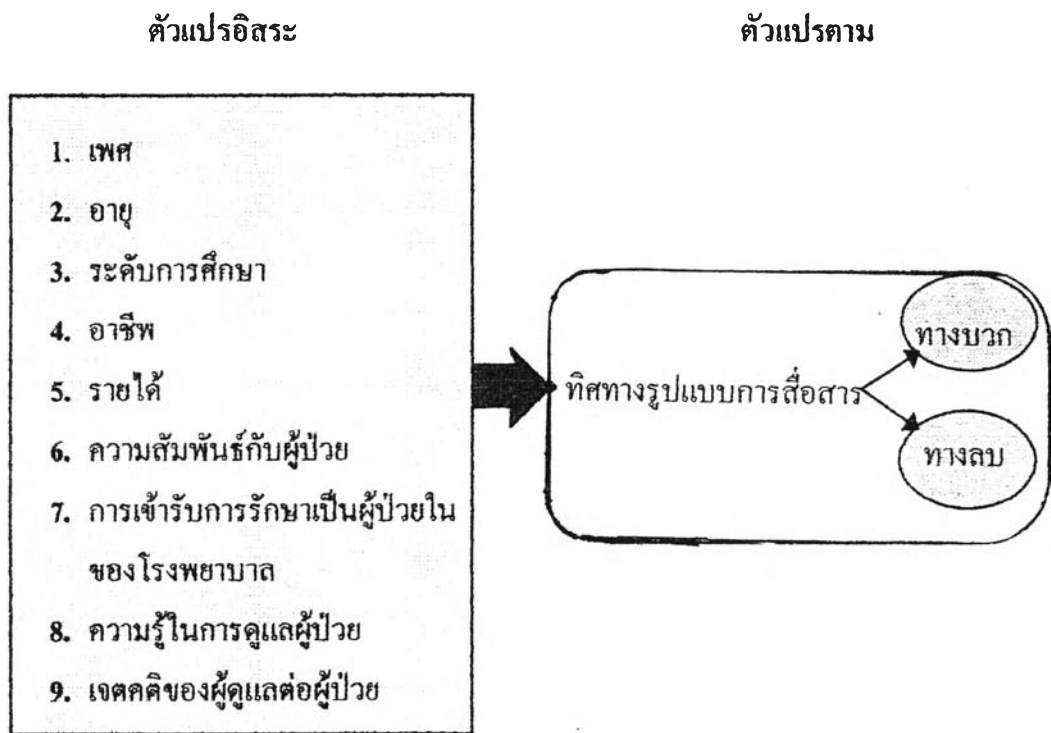 ตัวแปรอิสระ
ตัวแปรตาม
1. เพศ
2. อายุ
3. ระดับการศึกษา
4. อาชีพ
5. รายได้
6. ความสัมพันธ์กับผู้ป่วย
7. การเข้ารับการรักษาเป็นผู้ป่วยใน
ของโรงพยาบาล
8. ความรู้ในการดูแลผู้ป่วย
9. เจตคติของผู้ดูแลต่อผู้ป่วย
ทิศทางรูปแบบการสื่อสาร
ทางบวก
ทางลบ